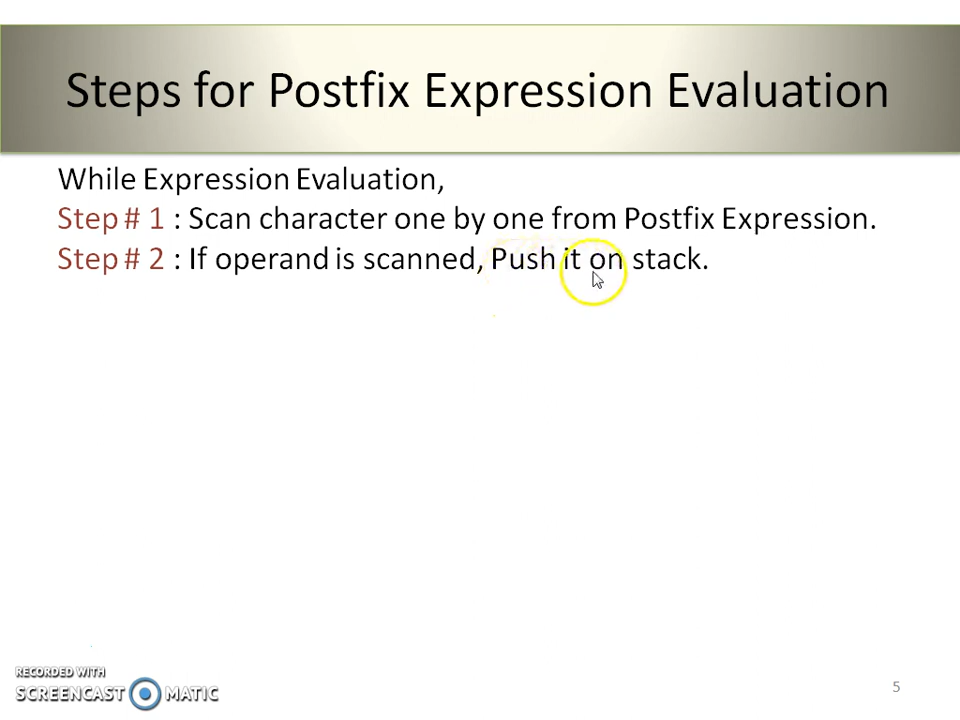 Steps for Postfix Expression Evaluation
While Expression Evaluation,
Step # 1 : Scan character one by one from Postfix Expression.
Step # 2 : If operand is scanned, Push it on stack.
RECORDED WITH
SCREENCAST MATIC
5